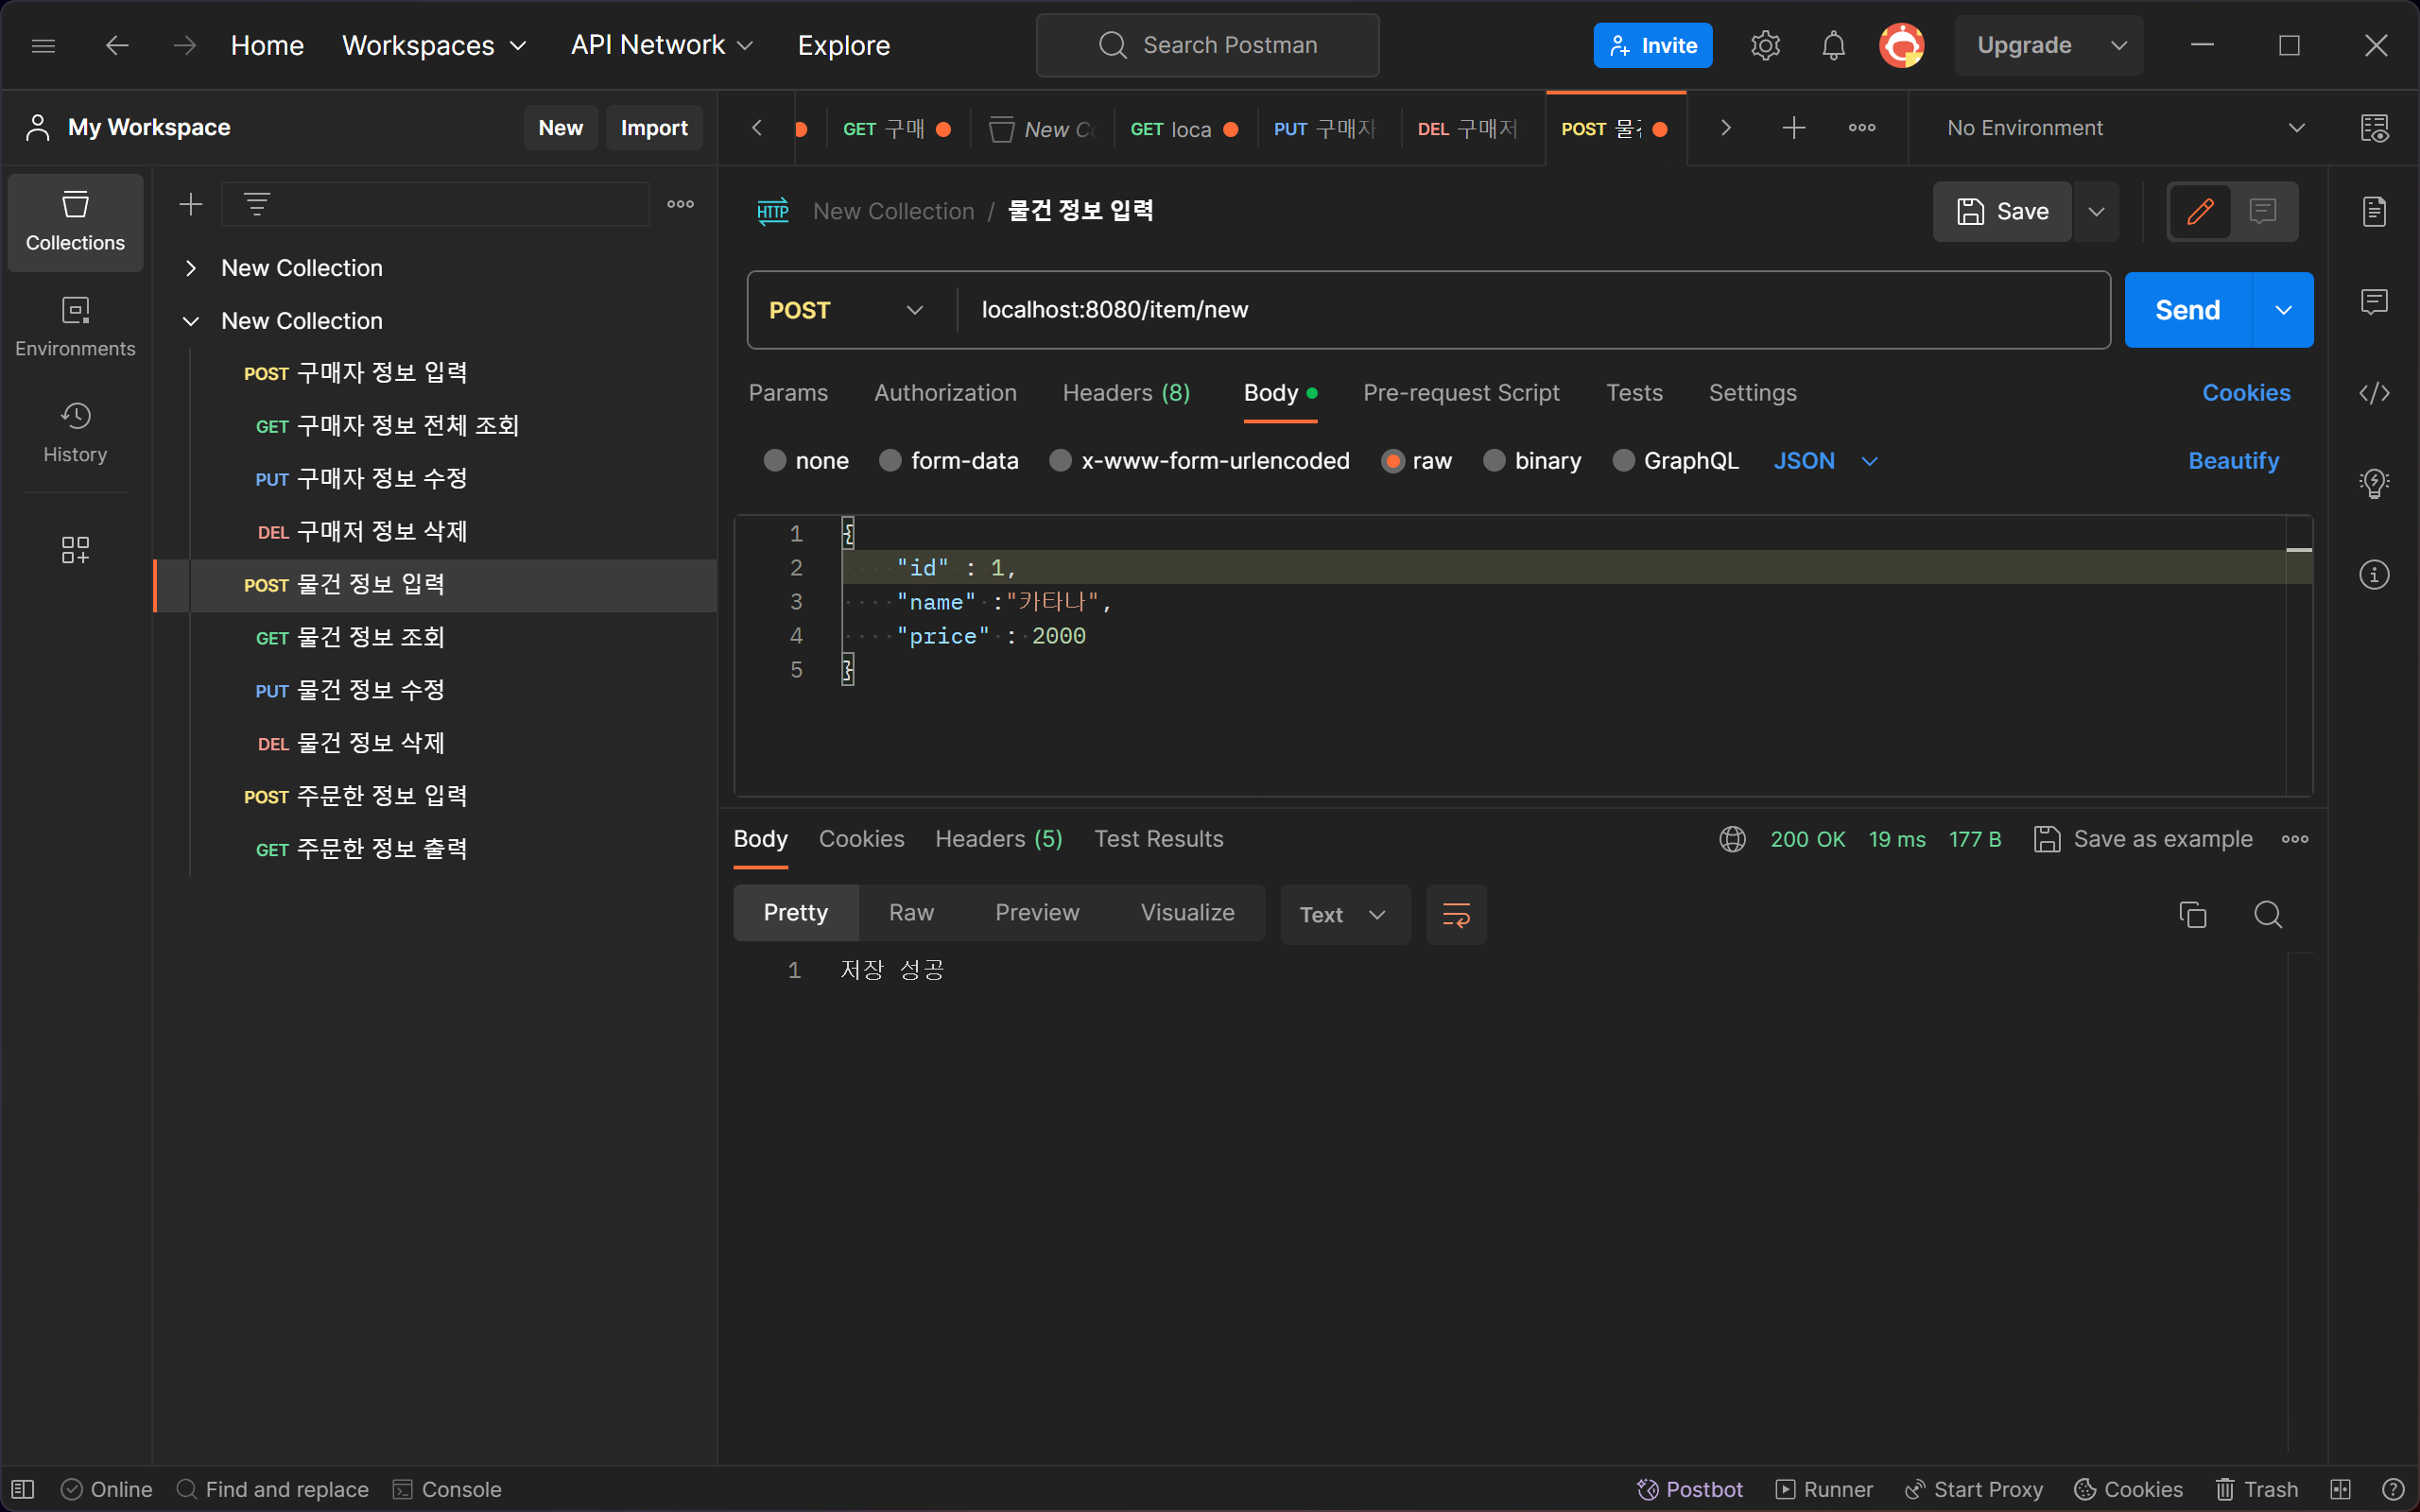 Home Workspaces API Network Explore Search Postman Invite Upgrade
My Workspace New Import
GET 구매 New Co GET loca PUT 구매자 DEL 구매저 POST No Environment
Collections
Environments
History
New Collection
New Collection
POST 구매자 정보 입력
GET 구매자 정보 전체 조회
PUT 구매자 정보 수정
DEL 구매저 정보 삭제
POST 물건 정보 입력
GET 물건 정보 조회
PUT 물건 정보 수정
DEL 물건 정보 삭제
POST 주문한 정보 입력
GET 주문한 정보 출력
HTTP New Collection / 물건 정보 입력 Save
POST localhost:8080/item/new Send
Params Authorization Headers (8) Body Pre-request Script Tests Settings Cookies
none form-data x-www-form-urlencoded raw binary GraphQL JSON Beautify
1 {
2 "id" : 1,
3 "name" :"카타나",
4 "price" : 2000
5 }
Body Cookies Headers (5) Test Results 200 OK 19 ms 177 B Save as example
Pretty Raw Preview Visualize Text
1 저장 성공
Online Find and replace Console Postbot Runner Start Proxy Cookies Trash